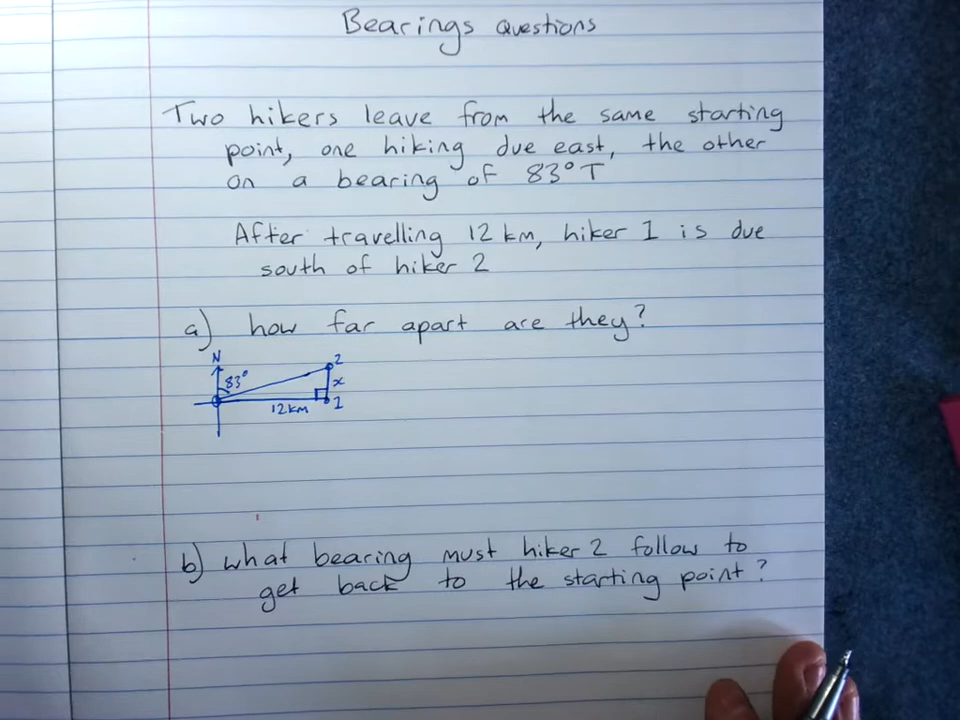 Bearings Questions
Two hikers leave from the same starting
point, one hiking due east, the other
on a bearing of 83°T
After travelling 12 km, hiker 1 is due
south of hiker 2
a) how far apart are they?
N
2
83°
x
12km
1
b) what bearing must hiker 2 follow to
get back to the starting point?